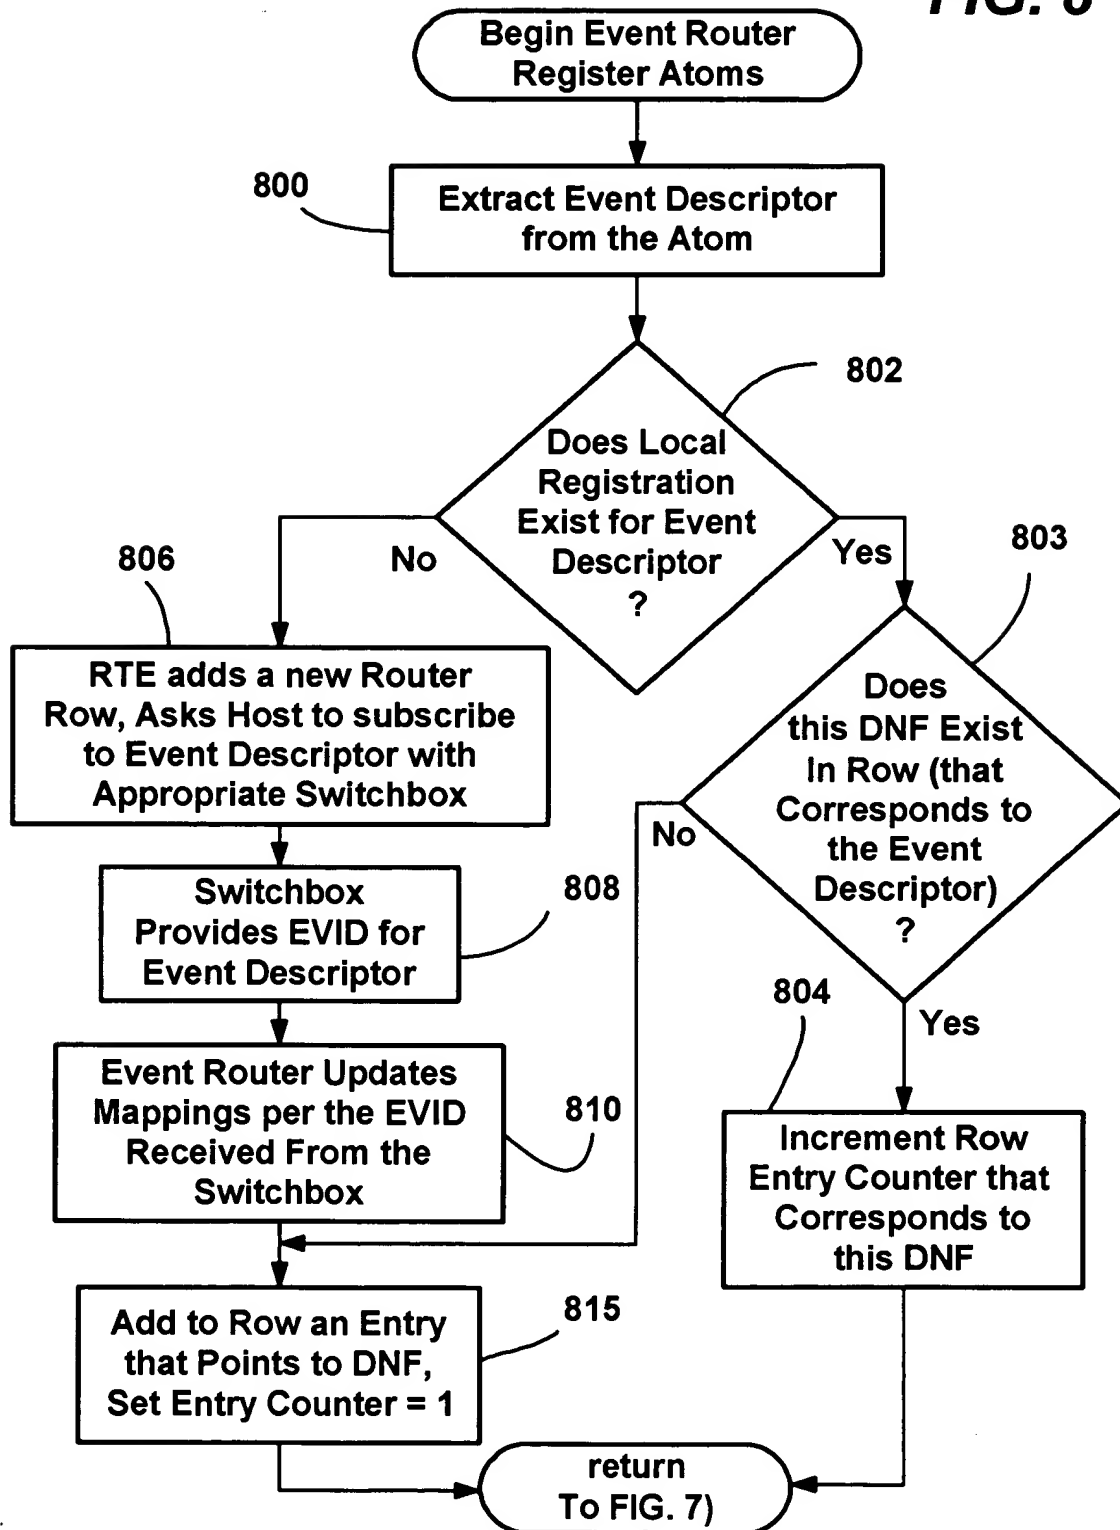 FIG. 8
Begin Event Router
Register Atoms
800
Extract Event Descriptor
from the Atom
802
Does Local
Registration
Exist for Event
Descriptor
?
No
Yes
803
806
RTE adds a new Router
Row, Asks Host to subscribe
to Event Descriptor with
Appropriate Switchbox
Does
this DNF Exist
In Row (that
Corresponds to
the Event
Descriptor)
?
No
Yes
808
Switchbox
Provides EVID for
Event Descriptor
804
810
Event Router Updates
Mappings per the EVID
Received From the
Switchbox
Increment Row
Entry Counter that
Corresponds to
this DNF
815
Add to Row an Entry
that Points to DNF,
Set Entry Counter = 1
return
To FIG. 7)